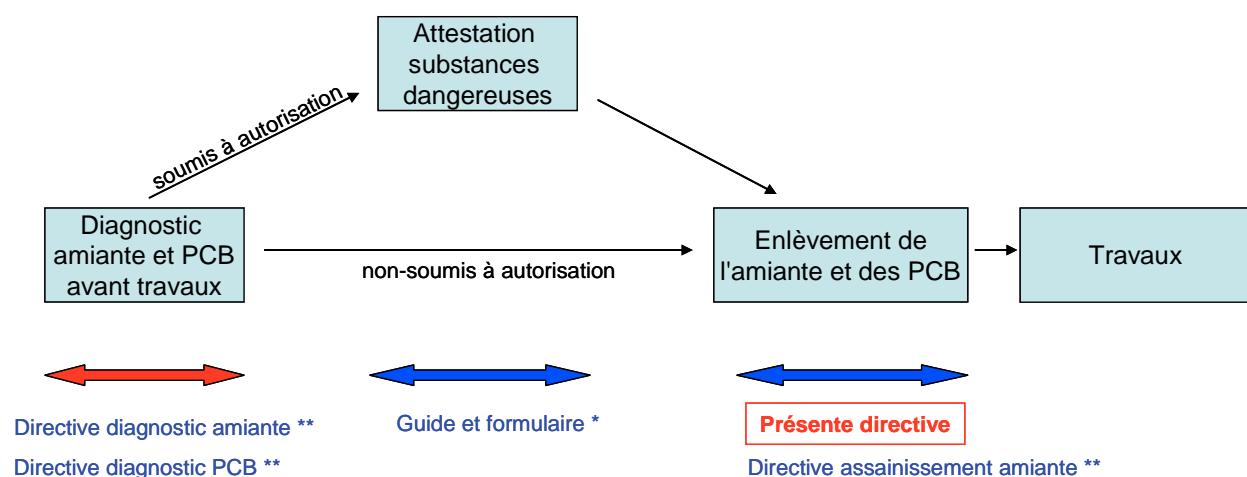 Attestation
substances
dangereuses
soumis à autorisation
Diagnostic
amiante et PCB
avant travaux
non-soumis à autorisation
Enlèvement de
l'amiante et des PCB
Travaux
Directive diagnostic amiante **
Guide et formulaire *
Présente directive
Directive diagnostic PCB **
Directive assainissement amiante **